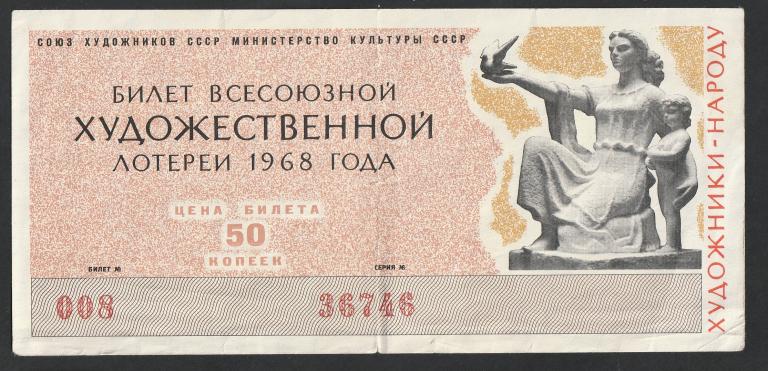 СОЮЗ ХУДОЖНИКОВ СССР МИНИСТЕРСТВО КУЛЬТУРЫ СССР
БИЛЕТ ВСЕСОЮЗНОЙ
ХУДОЖЕСТВЕННОЙ
ЛОТЕРЕИ 1968 ГОДА
ЦЕНА БИЛЕТА
50
КОПЕЕК
БИЛЕТ № СЕРИЯ №
008 36746
ХУДОЖНИКИ-НАРОДУ